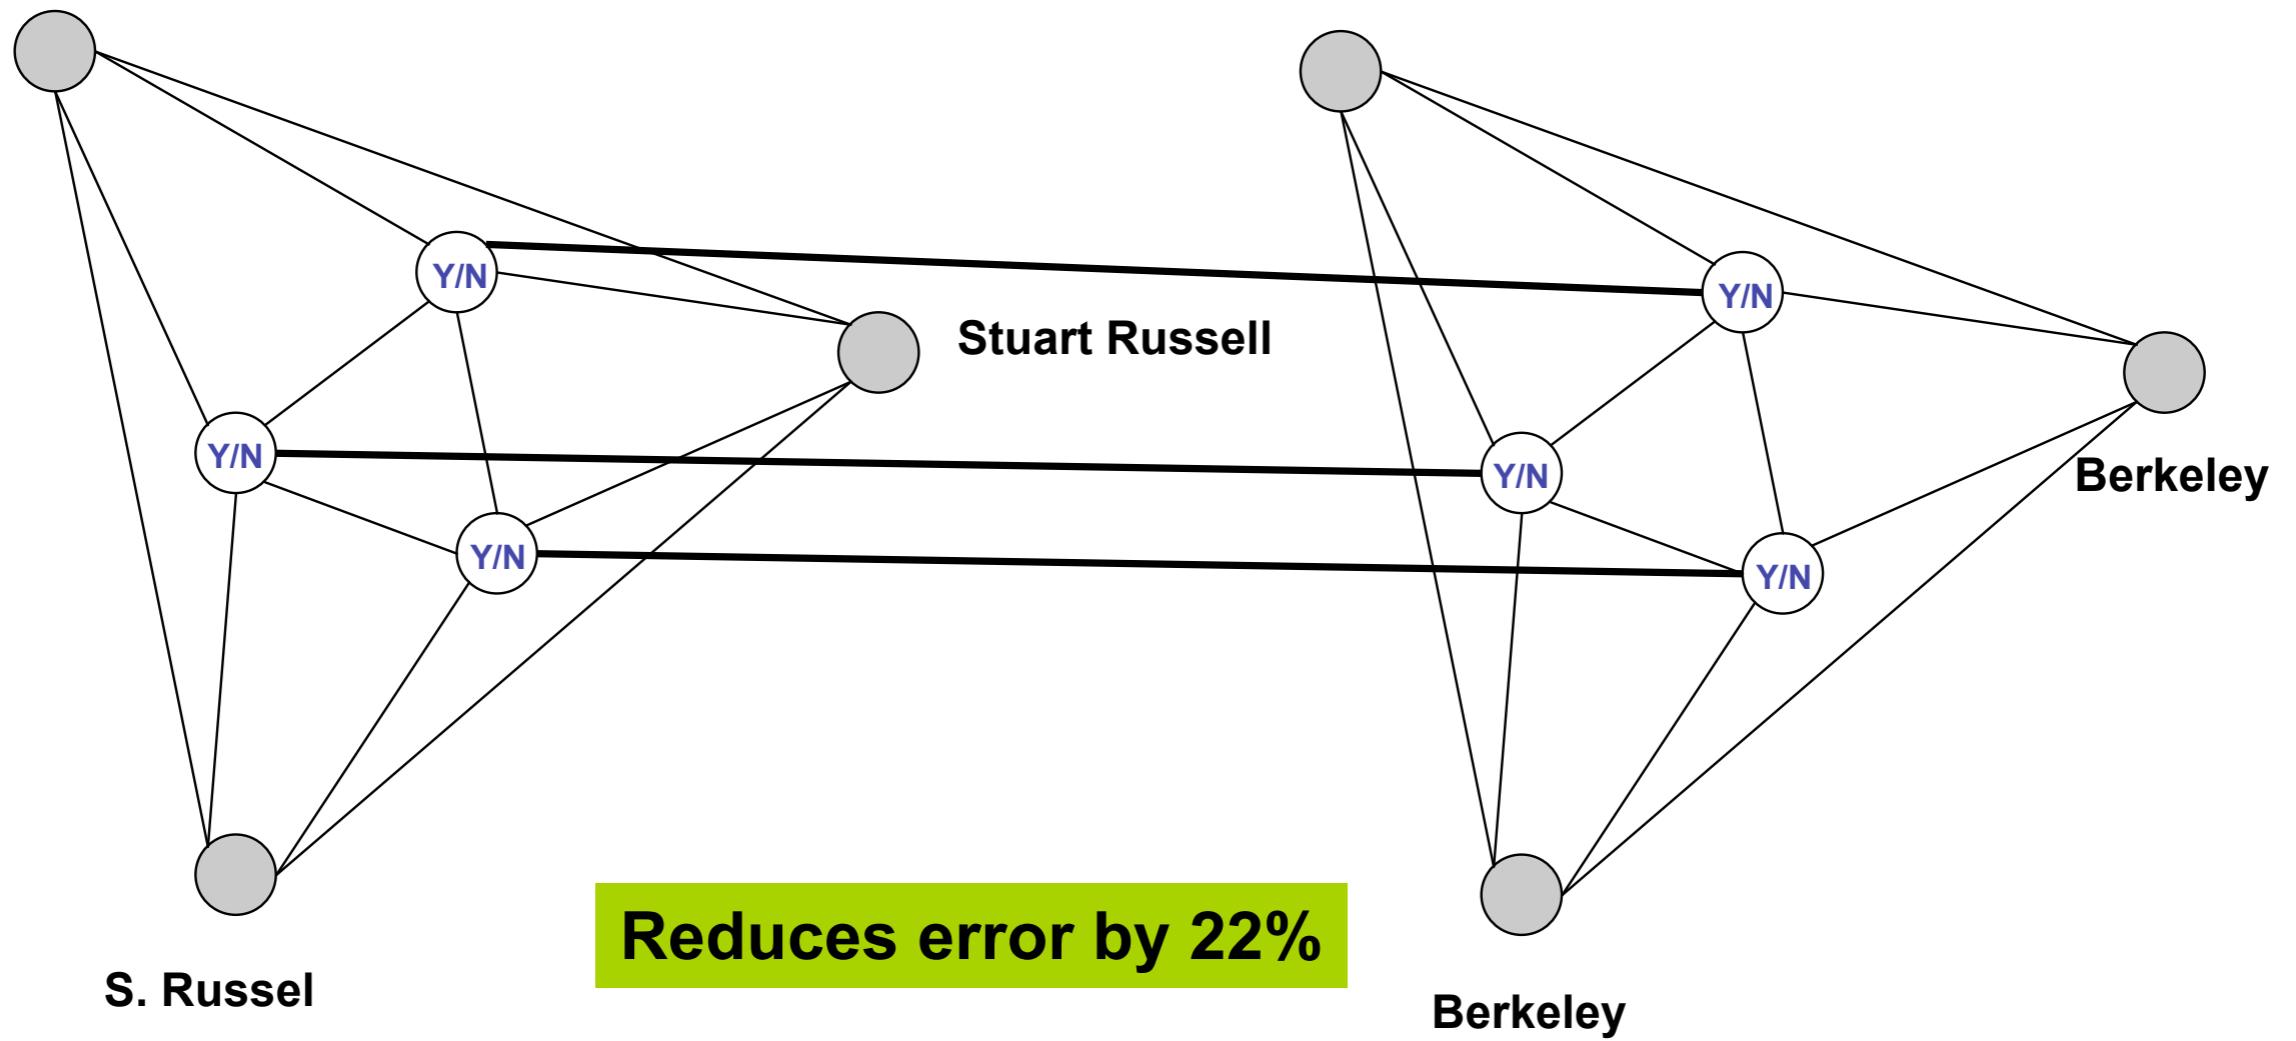 Y/N
Y/N
Stuart Russell
Y/N
Y/N
Berkeley
Y/N
Y/N
Reduces error by 22%
S. Russel
Berkeley